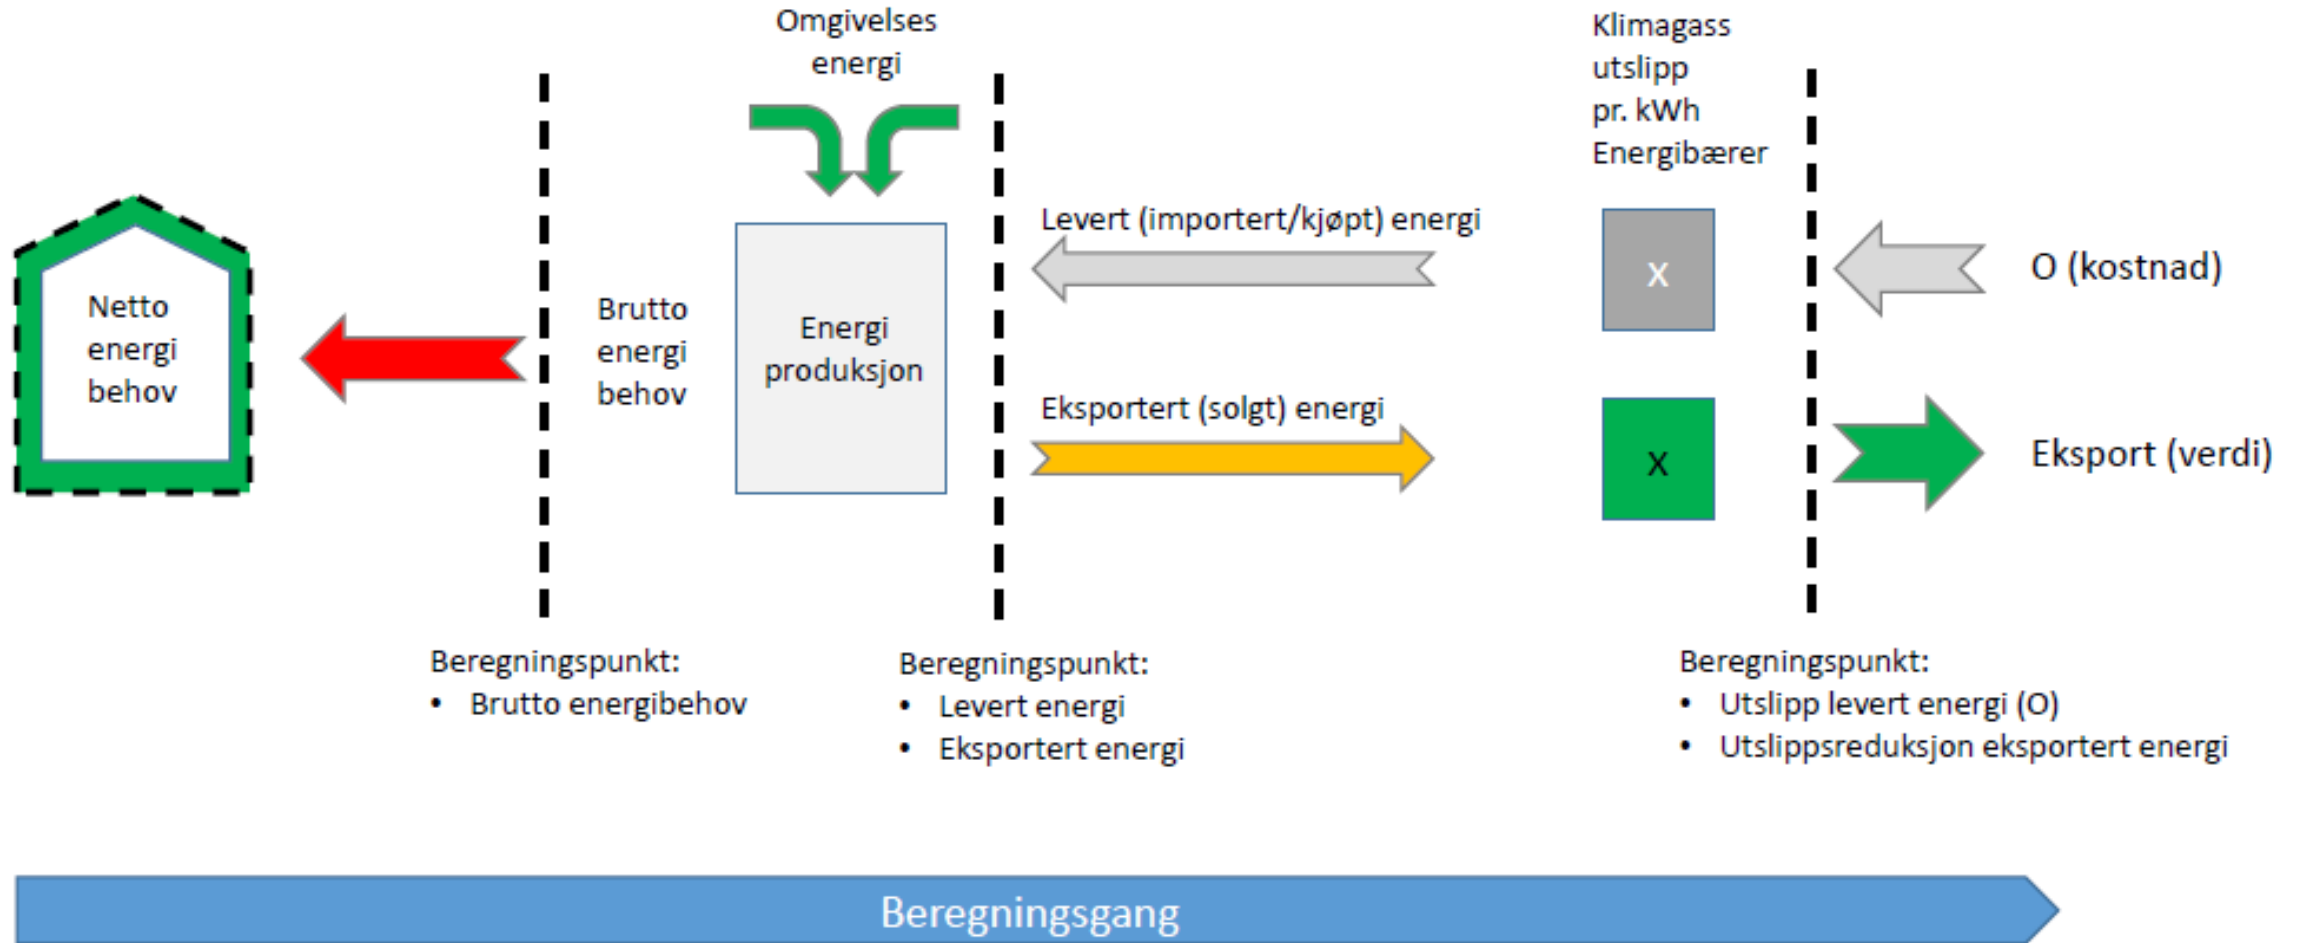 Omgivelses
energi
Klimagass
utslipp
pr. kWh
Energibærer
Netto
energi
behov
Brutto
energi
behov
Energi
produksjon
Levert (importert/kjøpt) energi
Eksportert (solgt) energi
X
X
O (kostnad)
Eksport (verdi)
Beregningspunkt:
• Brutto energibehov
Beregningspunkt:
• Levert energi
• Eksportert energi
Beregningspunkt:
• Utslipp levert energi (O)
• Utslippsreduksjon eksportert energi
Beregningsgang